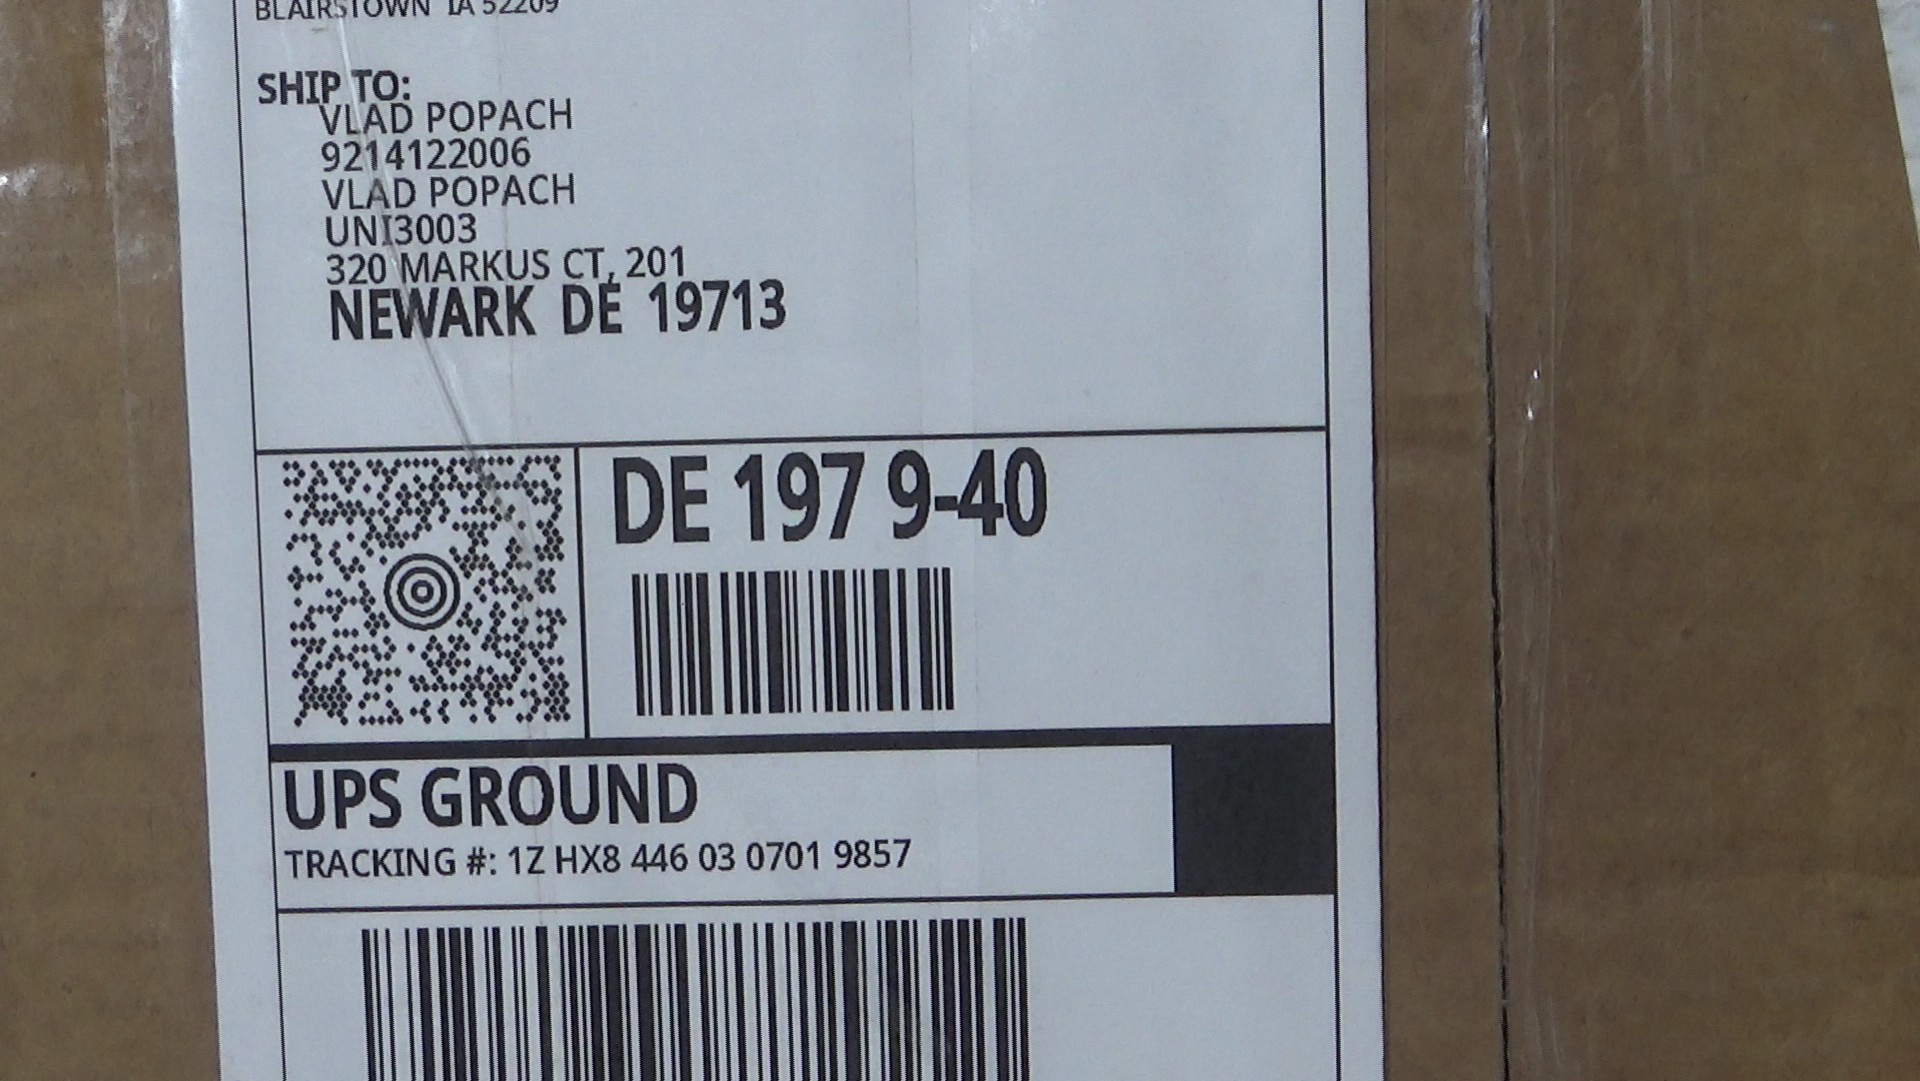 BLAIRSTOWN IA 52209
SHIP TO:
VLAD POPACH
9214122006
VLAD POPACH
UNI3003
320 MARKUS CT, 201
NEWARK DE 19713
DE 197 9-40
UPS GROUND
TRACKING #: 1Z HX8 446 03 0701 9857